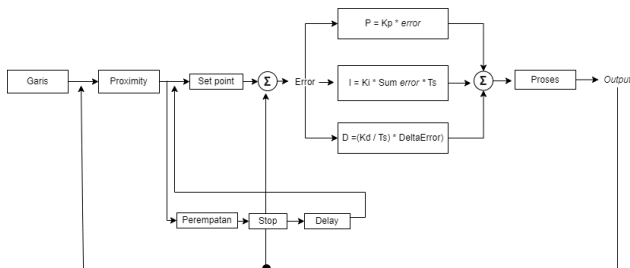 P = Kp * error
Garis
Proximity
Set point
Σ
Error
I = Ki * Sum error * Ts
Σ
Proses
Output
D =(Kd / Ts) * DeltaError)
Perempatan
Stop
Delay